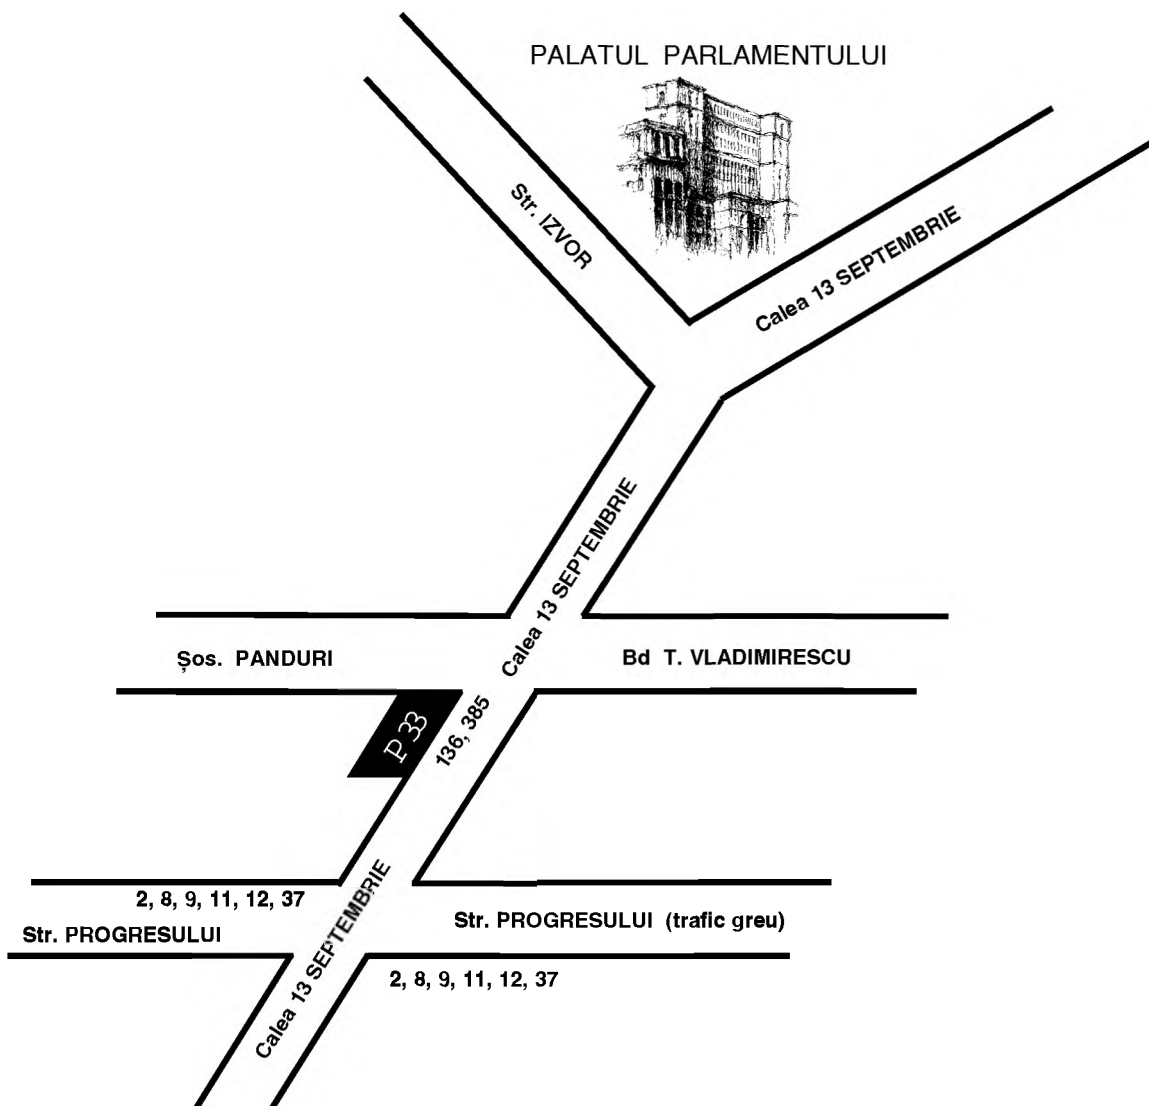 PALATUL PARLAMENTULUI
Str. IZVOR
Calea 13 SEPTEMBRIE
Calea 13 SEPTEMBRIE
Șos. PANDURI
Bd T. VLADIMIRESCU
P 33
136, 385
2, 8, 9, 11, 12, 37
Str. PROGRESULUI
Calea 13 SEPTEMBRIE
Str. PROGRESULUI (trafic greu)
2, 8, 9, 11, 12, 37